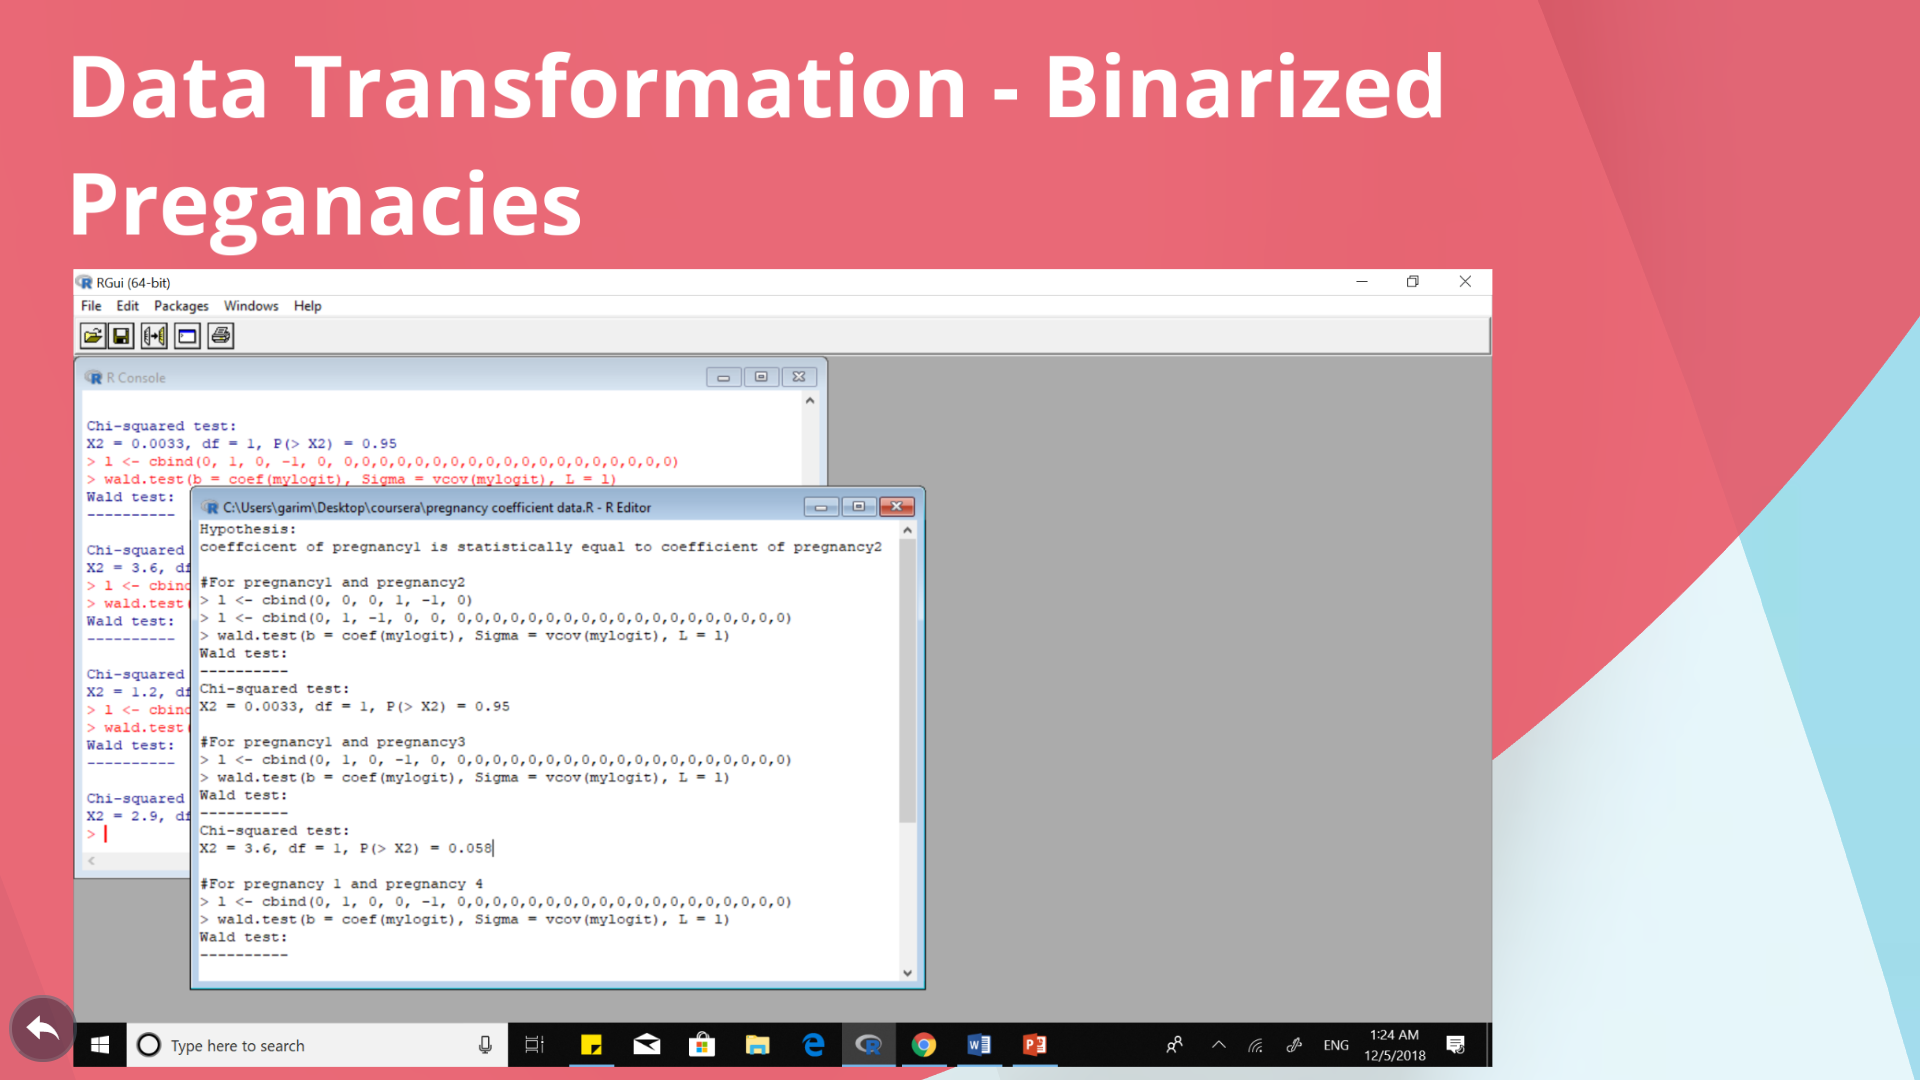 Data Transformation - Binarized
Preganacies
RGui (64-bit)
File Edit Packages Windows Help
R Console
Chi-squared test:
X2 = 0.0033, df = 1, P(> X2) = 0.95
> l <- cbind(0, 1, 0, -1, 0, 0,0,0,0,0,0,0,0,0,0,0,0,0,0,0,0,0,0,0)
> wald.test(b = coef(mylogit), Sigma = vcov(mylogit), L = l)
Wald test:
----------
Chi-squared
X2 = 3.6, df
> l <- cbind
> wald.test(
Wald test:
----------
Chi-squared
X2 = 1.2, df
> l <- cbind
> wald.test(
Wald test:
----------
Chi-squared
X2 = 2.9, df
>
C:\Users\garim\Desktop\coursera\pregnancy coefficient data.R - R Editor
Hypothesis:
coeffcicent of pregnancy1 is statistically equal to coefficient of pregnancy2
#For pregnancy1 and pregnancy2
> l <- cbind(0, 0, 0, 1, -1, 0)
> l <- cbind(0, 1, -1, 0, 0, 0,0,0,0,0,0,0,0,0,0,0,0,0,0,0,0,0,0,0)
> wald.test(b = coef(mylogit), Sigma = vcov(mylogit), L = l)
Wald test:
----------
Chi-squared test:
X2 = 0.0033, df = 1, P(> X2) = 0.95
#For pregnancy1 and pregnancy3
> l <- cbind(0, 1, 0, -1, 0, 0,0,0,0,0,0,0,0,0,0,0,0,0,0,0,0,0,0,0)
> wald.test(b = coef(mylogit), Sigma = vcov(mylogit), L = l)
Wald test:
----------
Chi-squared test:
X2 = 3.6, df = 1, P(> X2) = 0.058
#For pregnancy 1 and pregnancy 4
> l <- cbind(0, 1, 0, 0, -1, 0,0,0,0,0,0,0,0,0,0,0,0,0,0,0,0,0,0,0)
> wald.test(b = coef(mylogit), Sigma = vcov(mylogit), L = l)
Wald test:
----------
Type here to search
ENG
1:24 AM
12/5/2018